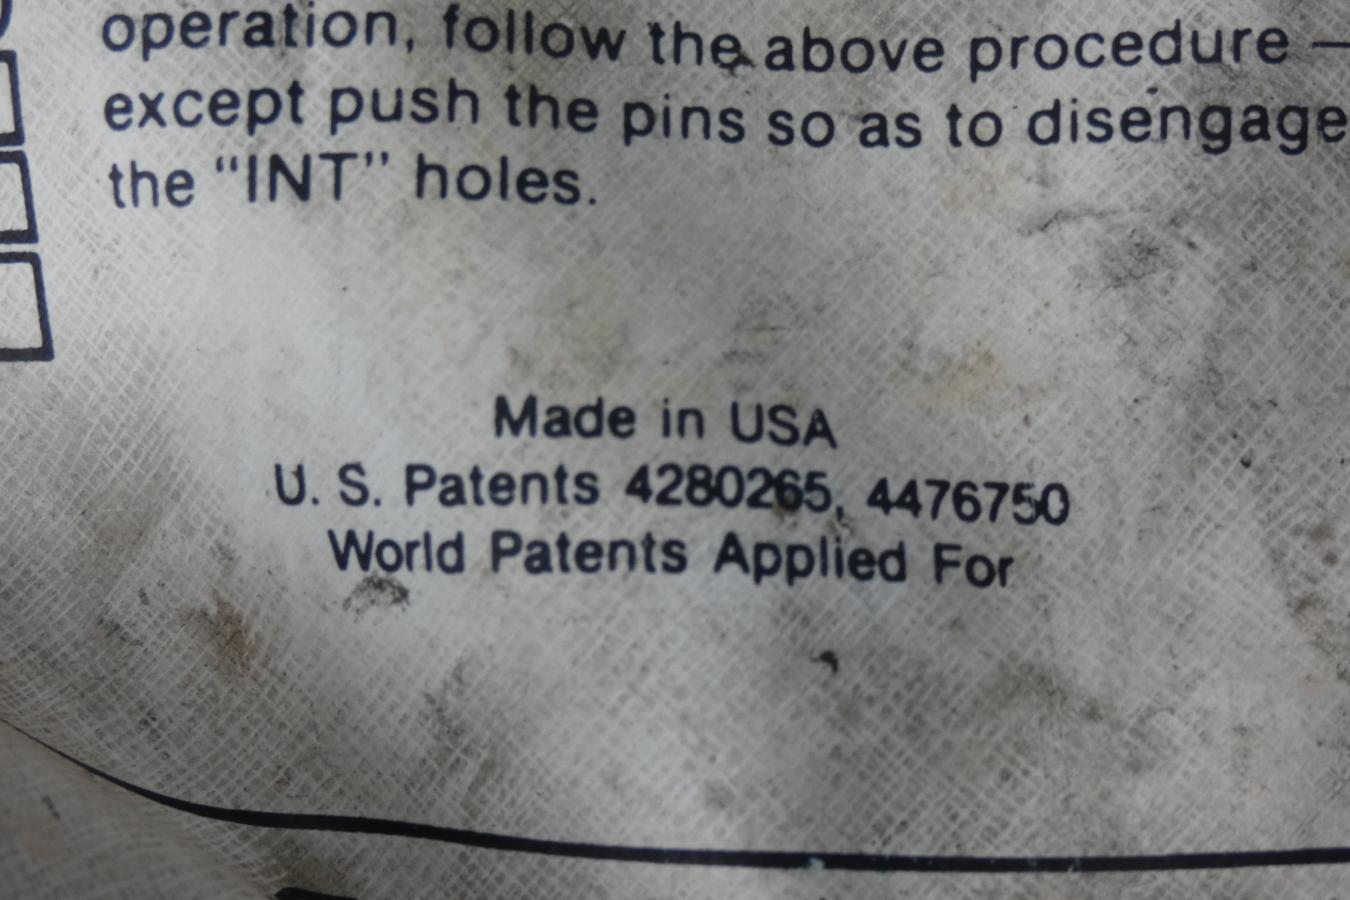 operation, follow the above procedure —
except push the pins so as to disengage
the “INT” holes.
Made in USA
U. S. Patents 4280265, 4476750
World Patents Applied For